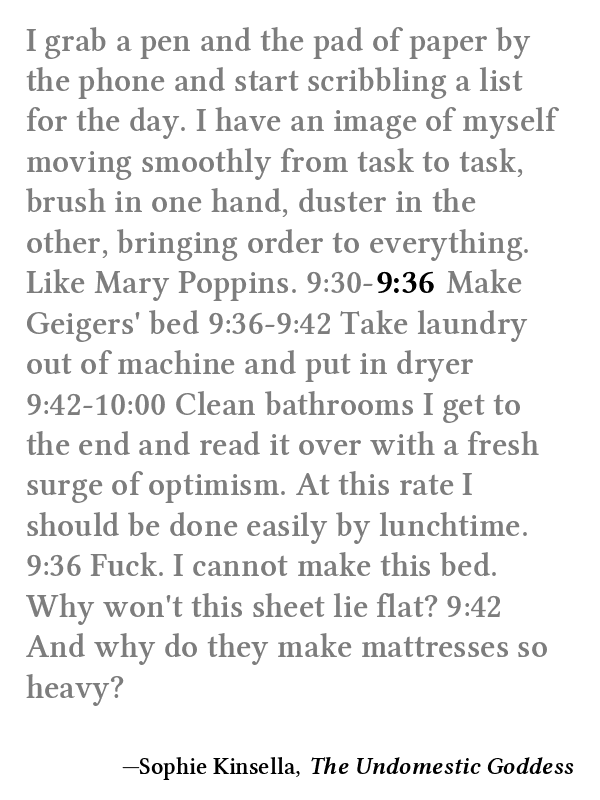 I grab a pen and the pad of paper by
the phone and start scribbling a list
for the day. I have an image of myself
moving smoothly from task to task,
brush in one hand, duster in the
other, bringing order to everything.
Like Mary Poppins. 9:30-9:36 Make
Geigers' bed 9:36-9:42 Take laundry
out of machine and put in dryer
9:42-10:00 Clean bathrooms I get to
the end and read it over with a fresh
surge of optimism. At this rate I
should be done easily by lunchtime.
9:36 Fuck. I cannot make this bed.
Why won't this sheet lie flat? 9:42
And why do they make mattresses so
heavy?
—Sophie Kinsella, The Undomestic Goddess